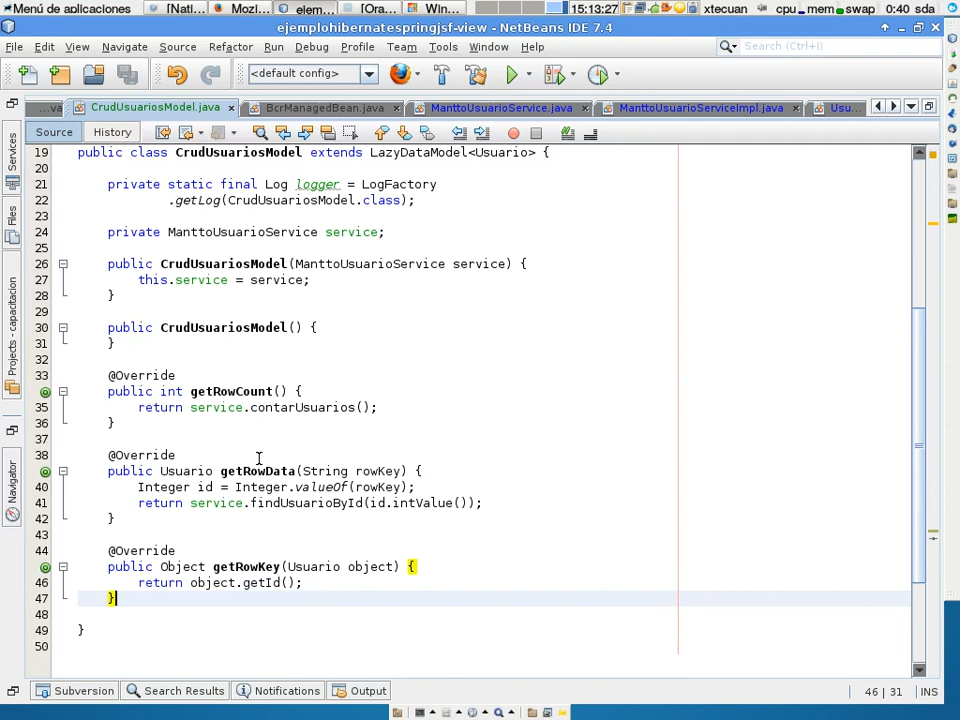 Menú de aplicaciones
[Nati...
Mozi...
elem...
[Ora...
Win...
15:13:27
xtecuan
cpu
mem
swap
0:40 sda
ejemplohibernatespringjsf-view - NetBeans IDE 7.4
File Edit View Navigate Source Refactor Run Debug Profile Team Tools Window Help
Search (Ctrl+I)
<default config>
...va
CrudUsuariosModel.java
BcrManagedBean.java
ManttoUsuarioService.java
ManttoUsuarioServiceImpl.java
Usu...
Source History
Services
Files
Projects - capacitacion
Navigator
19 public class CrudUsuariosModel extends LazyDataModel<Usuario> {
20
21 private static final Log logger = LogFactory
22 .getLog(CrudUsuariosModel.class);
23
24 private ManttoUsuarioService service;
25
26 public CrudUsuariosModel(ManttoUsuarioService service) {
27 this.service = service;
28 }
29
30 public CrudUsuariosModel() {
31 }
32
33 @Override
public int getRowCount() {
35 return service.contarUsuarios();
36 }
37
38 @Override
public Usuario getRowData(String rowKey) {
40 Integer id = Integer.valueOf(rowKey);
41 return service.findUsuarioById(id.intValue());
42 }
43
44 @Override
public Object getRowKey(Usuario object) {
46 return object.getId();
47 }
48
49 }
50
Subversion Search Results Notifications Output
46 | 31 INS